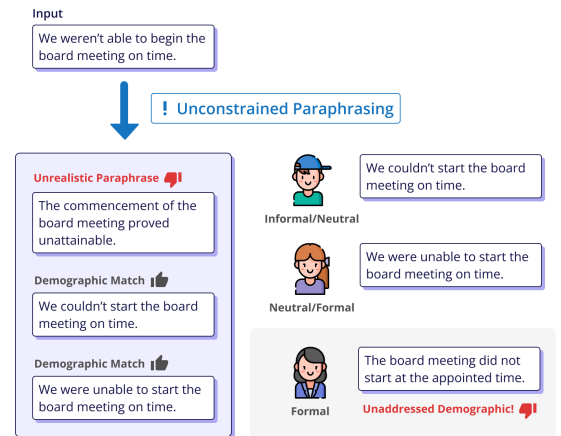 Input
We weren't able to begin the
board meeting on time.
! Unconstrained Paraphrasing
Unrealistic Paraphrase
The commencement of the
board meeting proved
unattainable.
Demographic Match
We couldn't start the board
meeting on time.
Demographic Match
We were unable to start the
board meeting on time.
We couldn't start the board
meeting on time.
Informal/Neutral
We were unable to start the
board meeting on time.
Neutral/Formal
The board meeting did not
start at the appointed time.
Formal
Unaddressed Demographic!